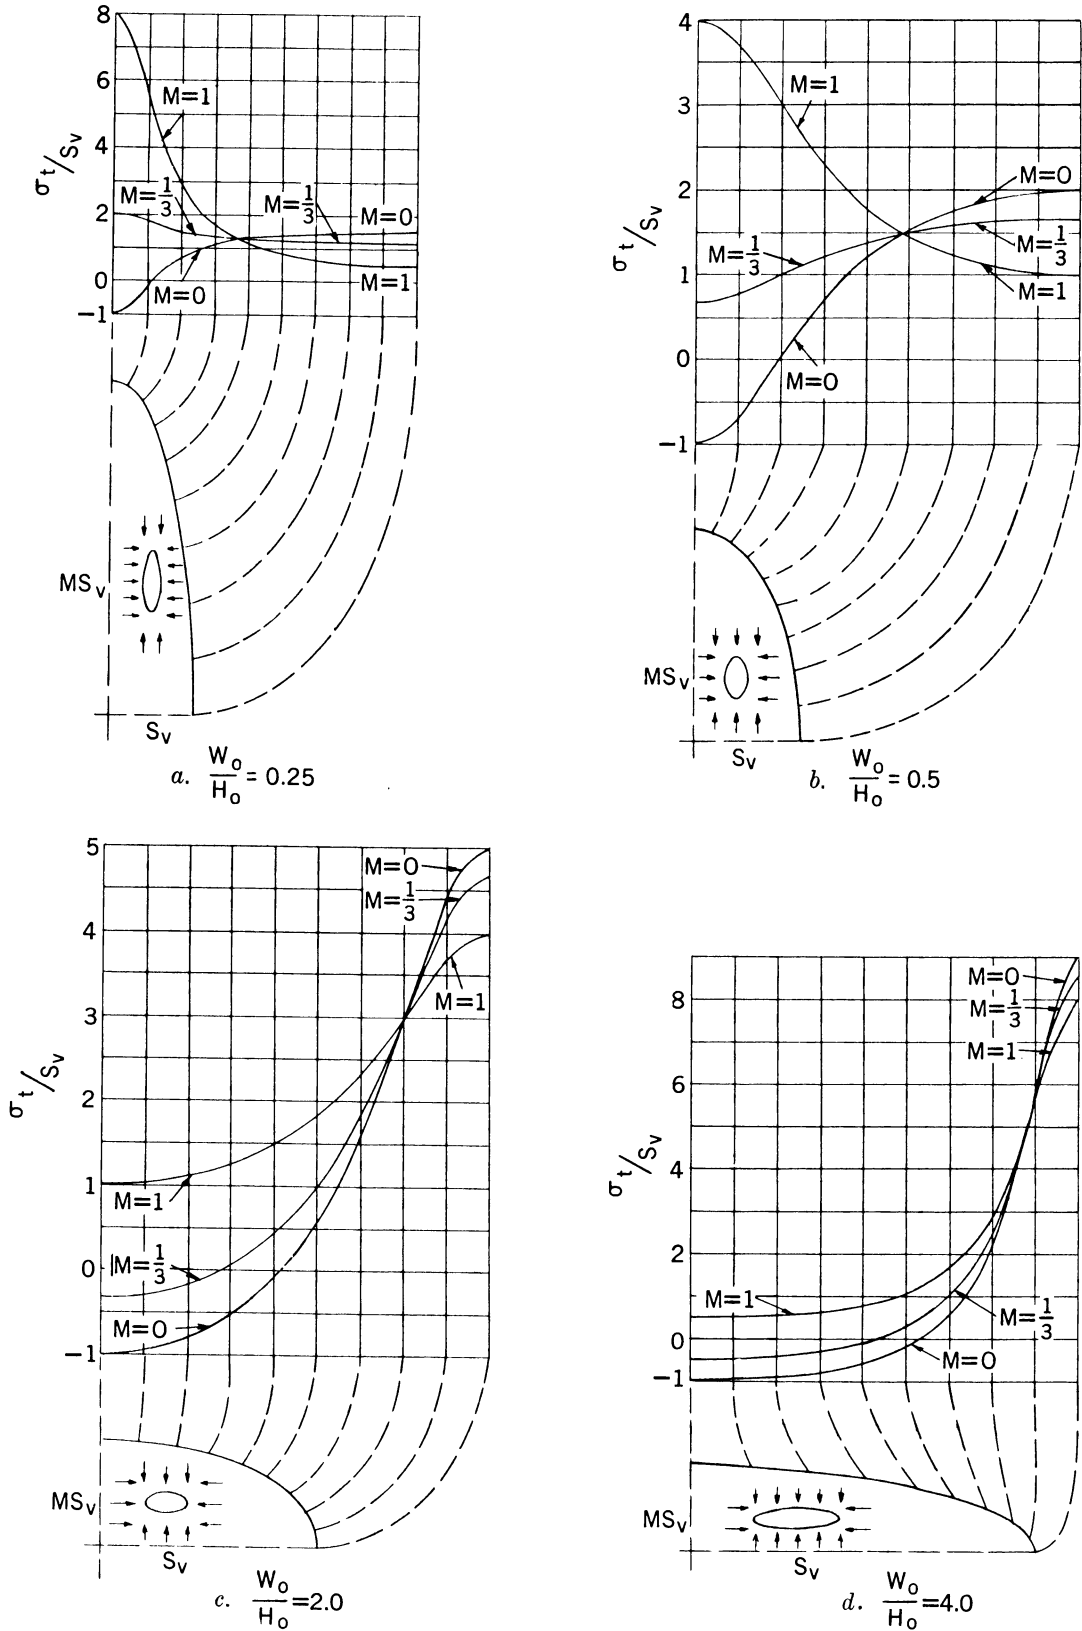 8
6
4
2
0
−1
σt/Sv
M=1
M=1/3
M=1/3
M=0
M=0
M=1
MSv
Sv
a. Wo/Ho = 0.25
4
3
2
1
0
−1
σt/Sv
M=1
M=0
M=1/3
M=1/3
M=1
M=0
MSv
Sv
b. Wo/Ho = 0.5
5
4
3
2
1
0
−1
σt/Sv
M=0
M=1/3
M=1
M=1
M=1/3
M=0
MSv
Sv
c. Wo/Ho =2.0
8
6
4
2
0
−1
σt/Sv
M=0
M=1/3
M=1
M=1
M=1/3
M=0
MSv
Sv
d. Wo/Ho =4.0